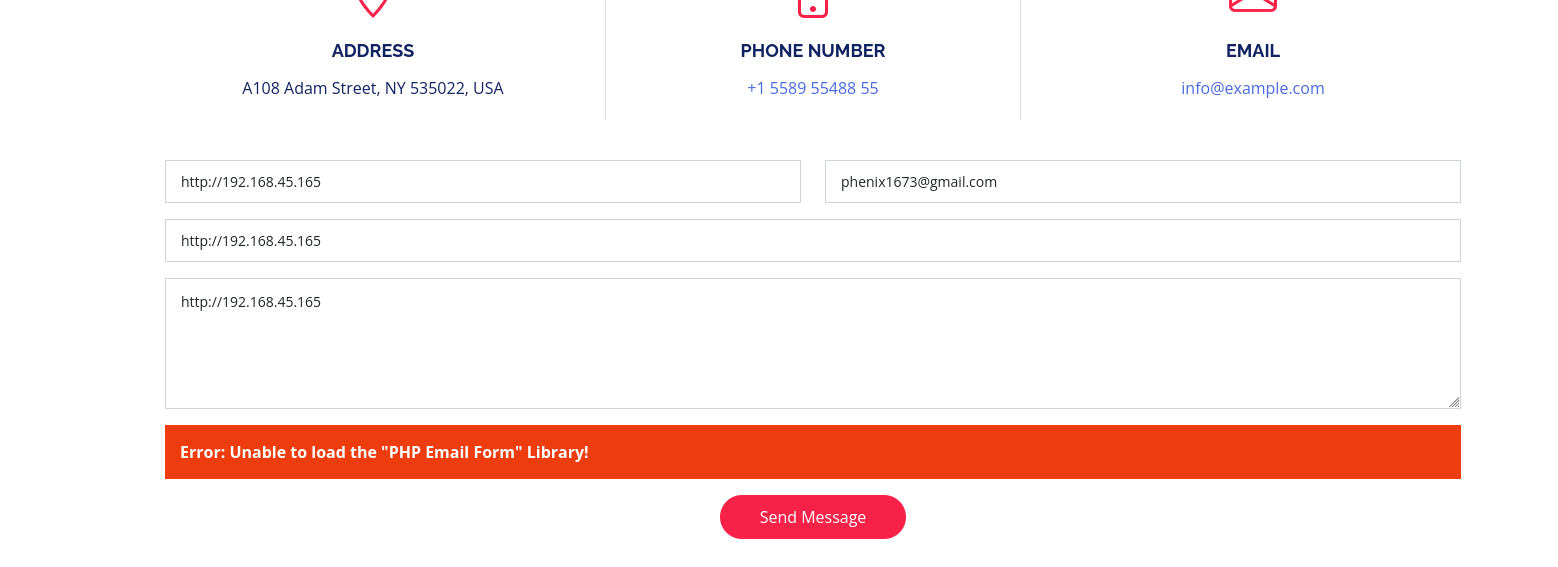 ADDRESS
A108 Adam Street, NY 535022, USA
PHONE NUMBER
+1 5589 55488 55
EMAIL
info@example.com
http://192.168.45.165
phenix1673@gmail.com
http://192.168.45.165
http://192.168.45.165
Error: Unable to load the "PHP Email Form" Library!
Send Message